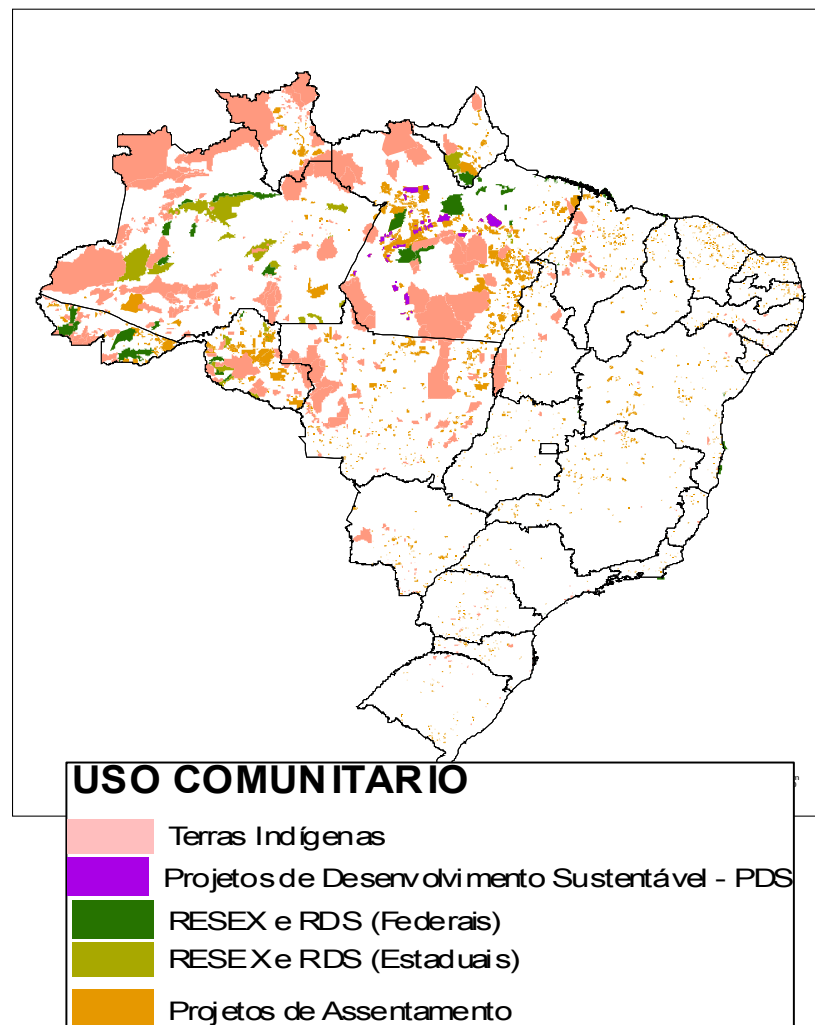 USO COMUNITARIO
Terras Indígenas
Projetos de Desenvolvimento Sustentável - PDS
RESEX e RDS (Federais)
RESEX e RDS (Estaduais)
Projetos de Assentamento